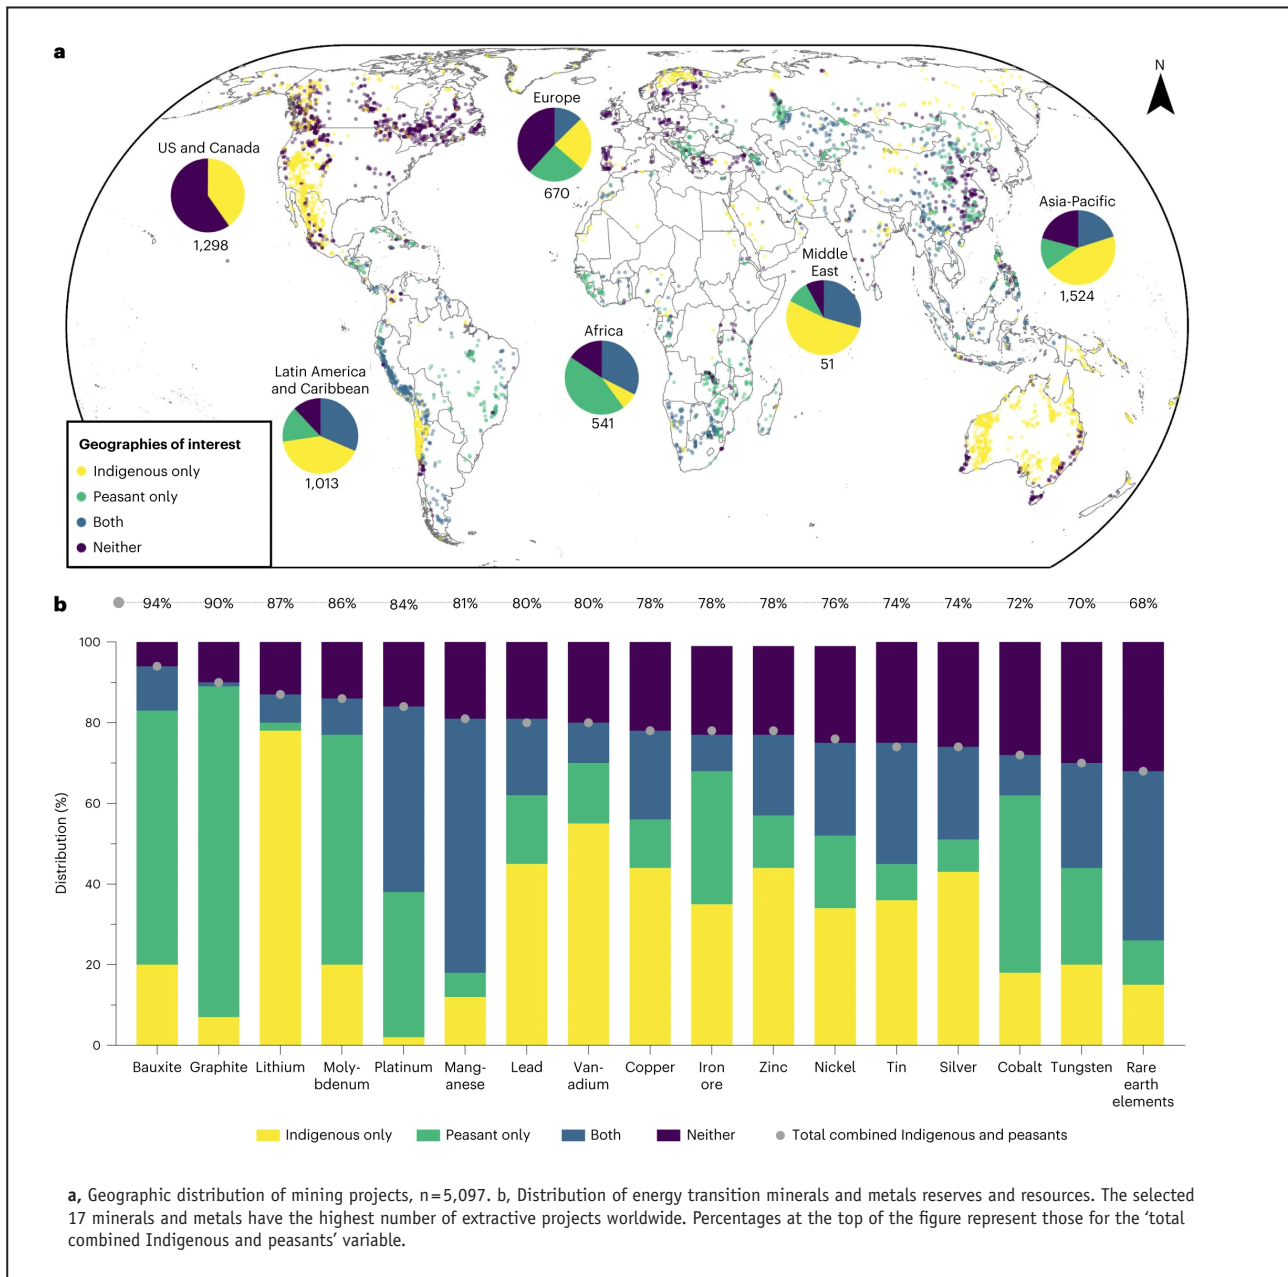 a
N
Europe
670
US and Canada
1,298
Asia-Pacific
1,524
Middle
East
51
Africa
541
Latin America
and Caribbean
1,013
Geographies of interest
Indigenous only
Peasant only
Both
Neither
b
94% 90% 87% 86% 84% 81% 80% 80% 78% 78% 78% 76% 74% 74% 72% 70% 68%
100
80
60
40
20
0
Distribution (%)
Bauxite Graphite Lithium Moly- Platinum Mang- Lead Van- Copper Iron Zinc Nickel Tin Silver Cobalt Tungsten Rare
bdenum anese adium ore earth
elements
Indigenous only Peasant only Both Neither Total combined Indigenous and peasants
a, Geographic distribution of mining projects, n=5,097. b, Distribution of energy transition minerals and metals reserves and resources. The selected
17 minerals and metals have the highest number of extractive projects worldwide. Percentages at the top of the figure represent those for the ‘total
combined Indigenous and peasants’ variable.